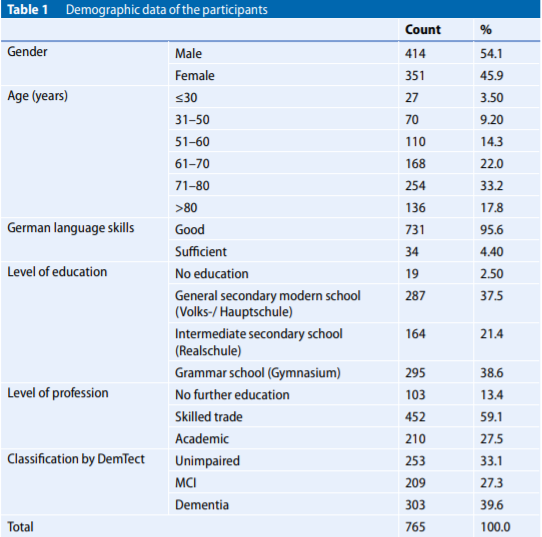 Table 1 Demographic data of the participants
Count %
Gender Male 414 54.1
Female 351 45.9
Age (years) ≤30 27 3.50
31–50 70 9.20
51–60 110 14.3
61–70 168 22.0
71–80 254 33.2
>80 136 17.8
German language skills Good 731 95.6
Sufficient 34 4.40
Level of education No education 19 2.50
General secondary modern school 287 37.5
(Volks-/ Hauptschule)
Intermediate secondary school 164 21.4
(Realschule)
Grammar school (Gymnasium) 295 38.6
Level of profession No further education 103 13.4
Skilled trade 452 59.1
Academic 210 27.5
Classification by DemTect Unimpaired 253 33.1
MCI 209 27.3
Dementia 303 39.6
Total 765 100.0